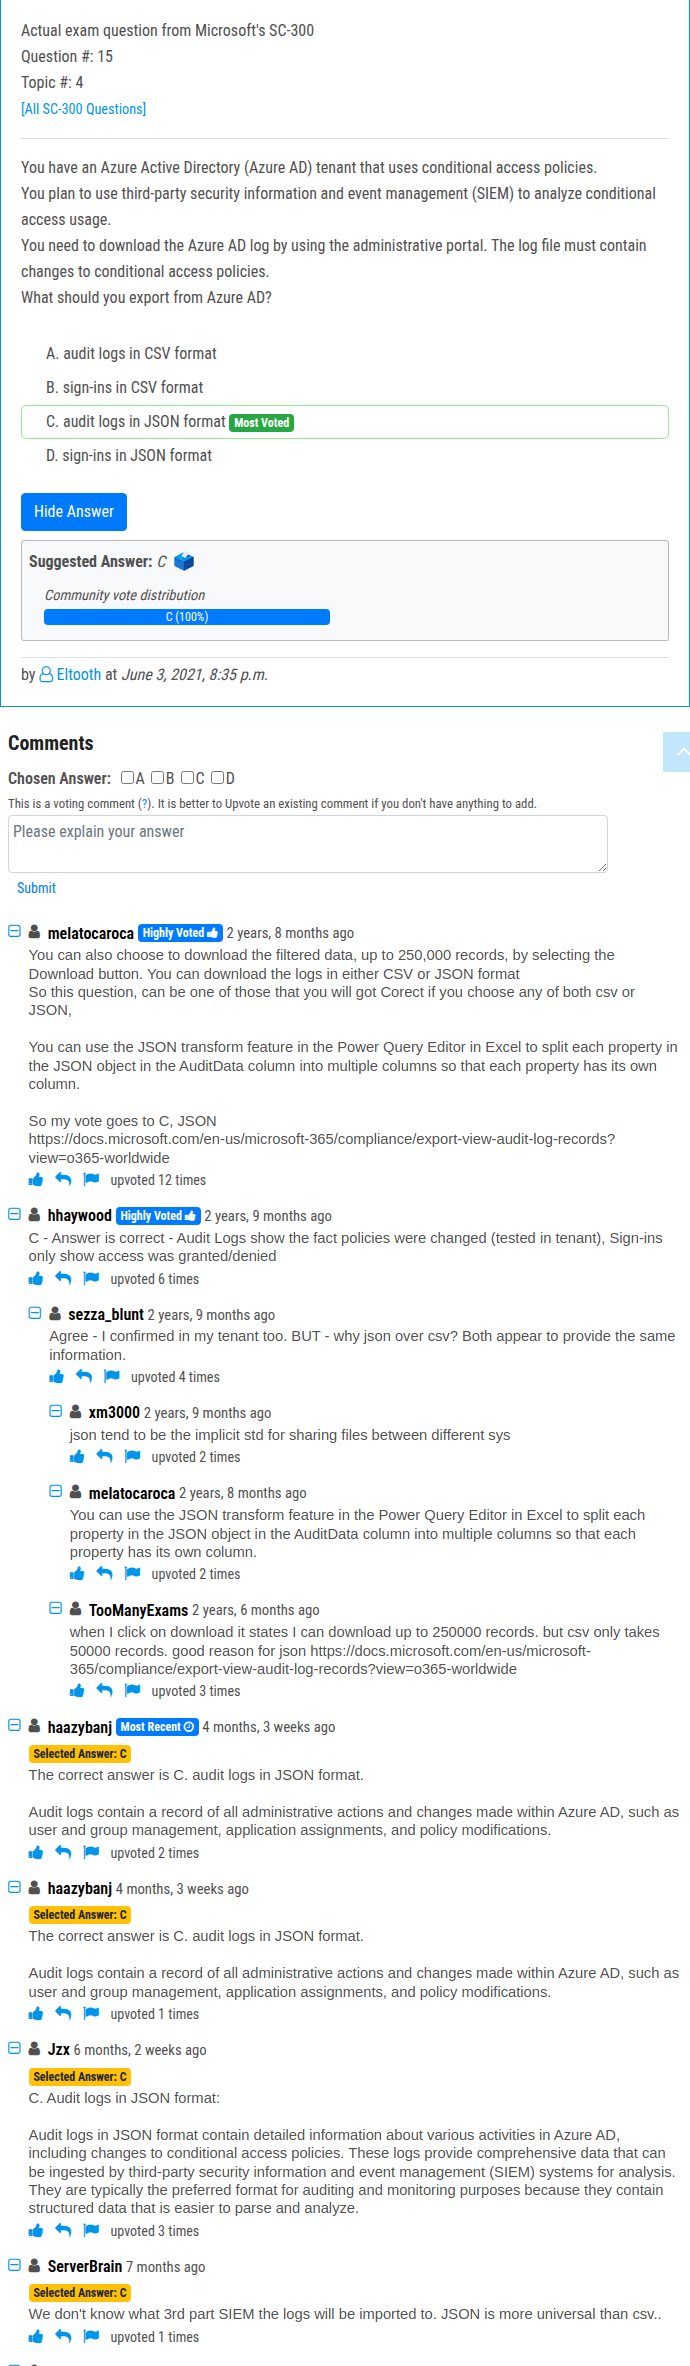 Actual exam question from Microsoft's SC-300
Question #: 15
Topic #: 4
[All SC-300 Questions]
You have an Azure Active Directory (Azure AD) tenant that uses conditional access policies.
You plan to use third-party security information and event management (SIEM) to analyze conditional
access usage.
You need to download the Azure AD log by using the administrative portal. The log file must contain
changes to conditional access policies.
What should you export from Azure AD?
A. audit logs in CSV format
B. sign-ins in CSV format
C. audit logs in JSON format Most Voted
D. sign-ins in JSON format
Hide Answer
Suggested Answer: C
Community vote distribution
C (100%)
by Eltooth at June 3, 2021, 8:35 p.m.
Comments
Chosen Answer: A B C D
This is a voting comment (?). It is better to Upvote an existing comment if you don't have anything to add.
Please explain your answer
Submit
melatocaroca Highly Voted 2 years, 8 months ago
You can also choose to download the filtered data, up to 250,000 records, by selecting the
Download button. You can download the logs in either CSV or JSON format
So this question, can be one of those that you will got Corect if you choose any of both csv or
JSON,
You can use the JSON transform feature in the Power Query Editor in Excel to split each property in
the JSON object in the AuditData column into multiple columns so that each property has its own
column.
So my vote goes to C, JSON
https://docs.microsoft.com/en-us/microsoft-365/compliance/export-view-audit-log-records?
view=o365-worldwide
upvoted 12 times
hhaywood Highly Voted 2 years, 9 months ago
C - Answer is correct - Audit Logs show the fact policies were changed (tested in tenant), Sign-ins
only show access was granted/denied
upvoted 6 times
sezza_blunt 2 years, 9 months ago
Agree - I confirmed in my tenant too. BUT - why json over csv? Both appear to provide the same
information.
upvoted 4 times
xm3000 2 years, 9 months ago
json tend to be the implicit std for sharing files between different sys
upvoted 2 times
melatocaroca 2 years, 8 months ago
You can use the JSON transform feature in the Power Query Editor in Excel to split each
property in the JSON object in the AuditData column into multiple columns so that each
property has its own column.
upvoted 2 times
TooManyExams 2 years, 6 months ago
when I click on download it states I can download up to 250000 records. but csv only takes
50000 records. good reason for json https://docs.microsoft.com/en-us/microsoft-
365/compliance/export-view-audit-log-records?view=o365-worldwide
upvoted 3 times
haazybanj Most Recent 4 months, 3 weeks ago
Selected Answer: C
The correct answer is C. audit logs in JSON format.
Audit logs contain a record of all administrative actions and changes made within Azure AD, such as
user and group management, application assignments, and policy modifications.
upvoted 2 times
haazybanj 4 months, 3 weeks ago
Selected Answer: C
The correct answer is C. audit logs in JSON format.
Audit logs contain a record of all administrative actions and changes made within Azure AD, such as
user and group management, application assignments, and policy modifications.
upvoted 1 times
Jzx 6 months, 2 weeks ago
Selected Answer: C
C. Audit logs in JSON format:
Audit logs in JSON format contain detailed information about various activities in Azure AD,
including changes to conditional access policies. These logs provide comprehensive data that can
be ingested by third-party security information and event management (SIEM) systems for analysis.
They are typically the preferred format for auditing and monitoring purposes because they contain
structured data that is easier to parse and analyze.
upvoted 3 times
ServerBrain 7 months ago
Selected Answer: C
We don't know what 3rd part SIEM the logs will be imported to. JSON is more universal than csv..
upvoted 1 times